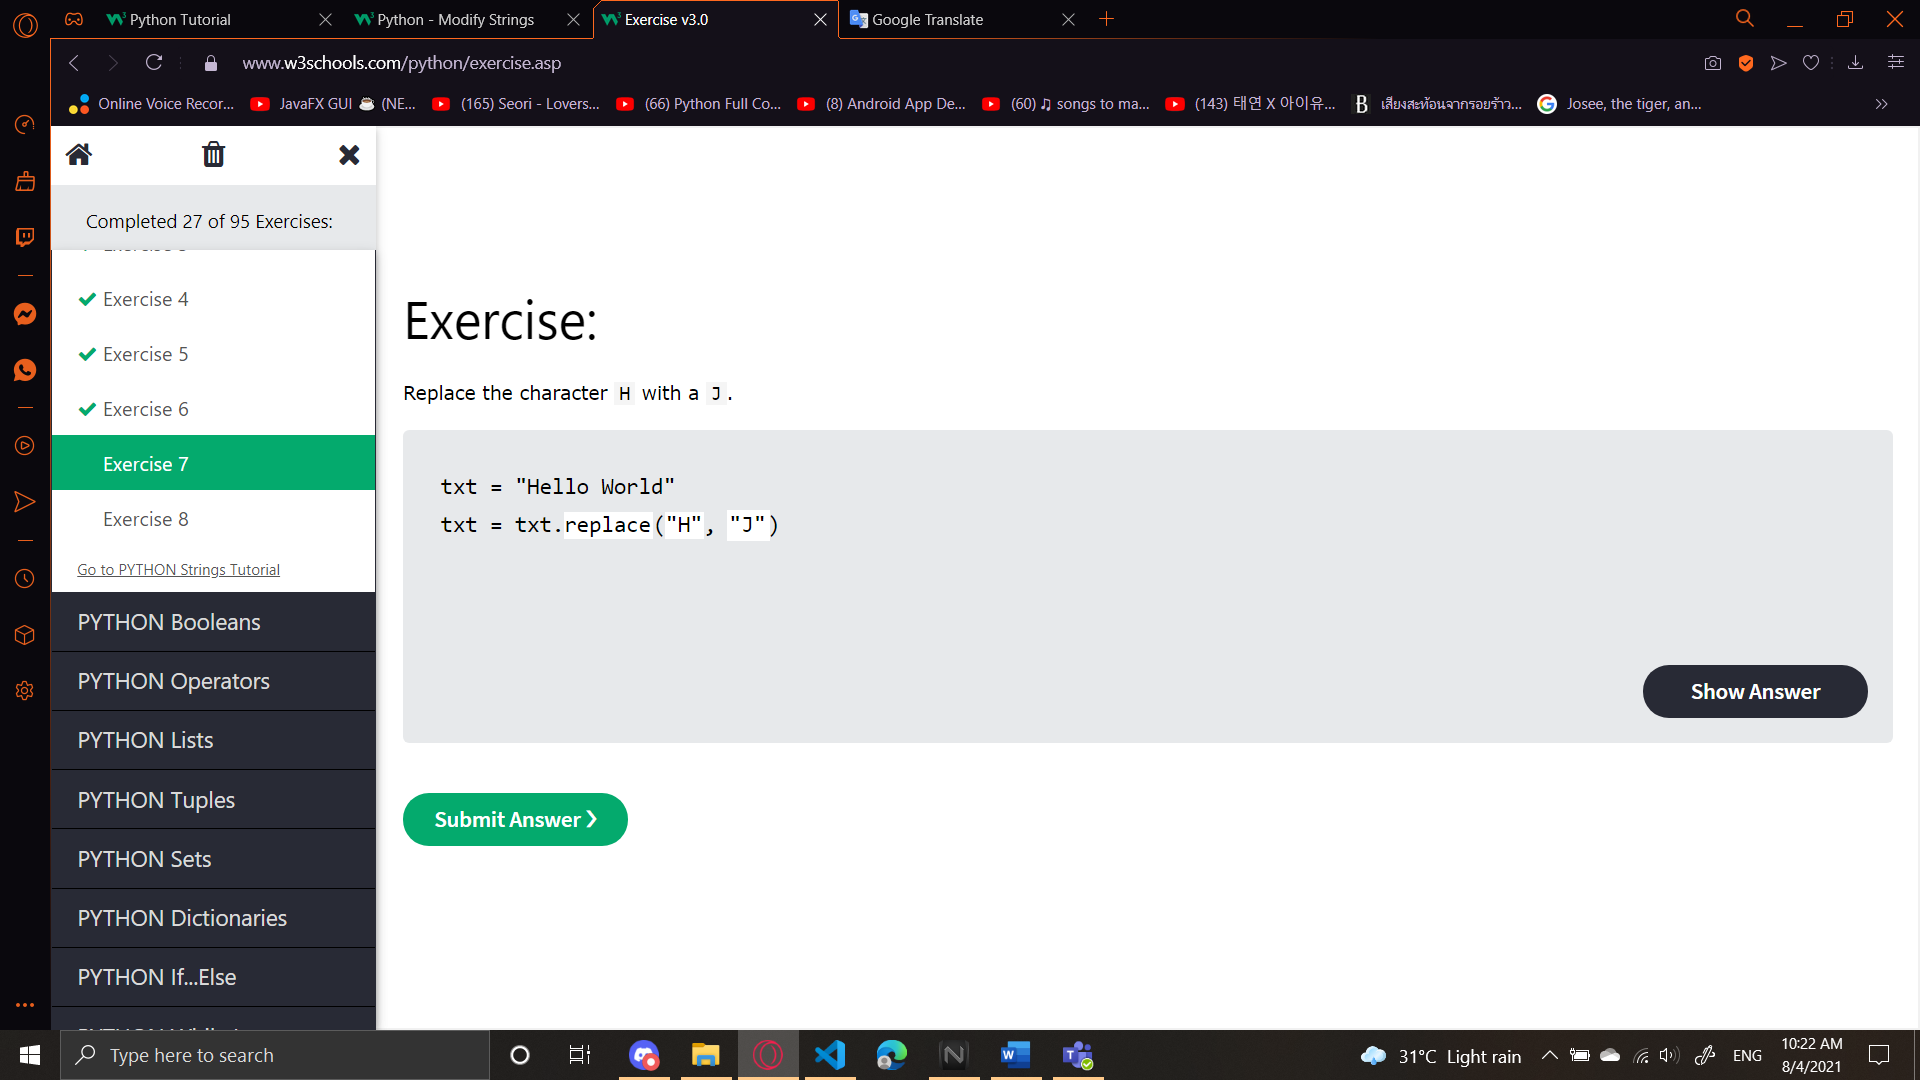 Python Tutorial
Python - Modify Strings
Exercise v3.0
Google Translate
www.w3schools.com/python/exercise.asp
Online Voice Recor...
JavaFX GUI ☕ (NE...
(165) Seori - Lovers...
(66) Python Full Co...
(8) Android App De...
(60) ♫ songs to ma...
(143) 태연 X 아이유...
เสียงสะท้อนจากรอยร้าว...
Josee, the tiger, an...
Completed 27 of 95 Exercises:
Exercise 4
Exercise 5
Exercise 6
Exercise 7
Exercise 8
Go to PYTHON Strings Tutorial
PYTHON Booleans
PYTHON Operators
PYTHON Lists
PYTHON Tuples
PYTHON Sets
PYTHON Dictionaries
PYTHON If...Else
Exercise:
Replace the character H with a J.
txt = "Hello World"
txt = txt.replace("H", "J")
Show Answer
Submit Answer ❯
Type here to search
31°C Light rain
ENG
10:22 AM
8/4/2021